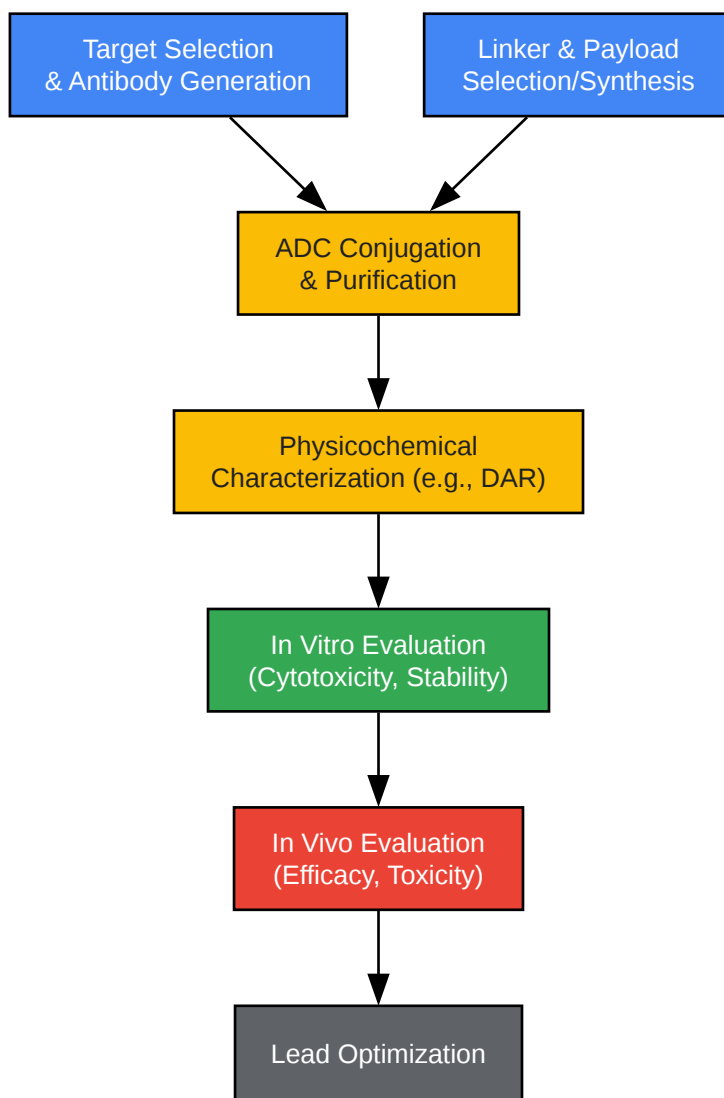 Target Selection
& Antibody Generation
Linker & Payload
Selection/Synthesis
ADC Conjugation
& Purification
Physicochemical
Characterization (e.g., DAR)
In Vitro Evaluation
(Cytotoxicity, Stability)
In Vivo Evaluation
(Efficacy, Toxicity)
Lead Optimization